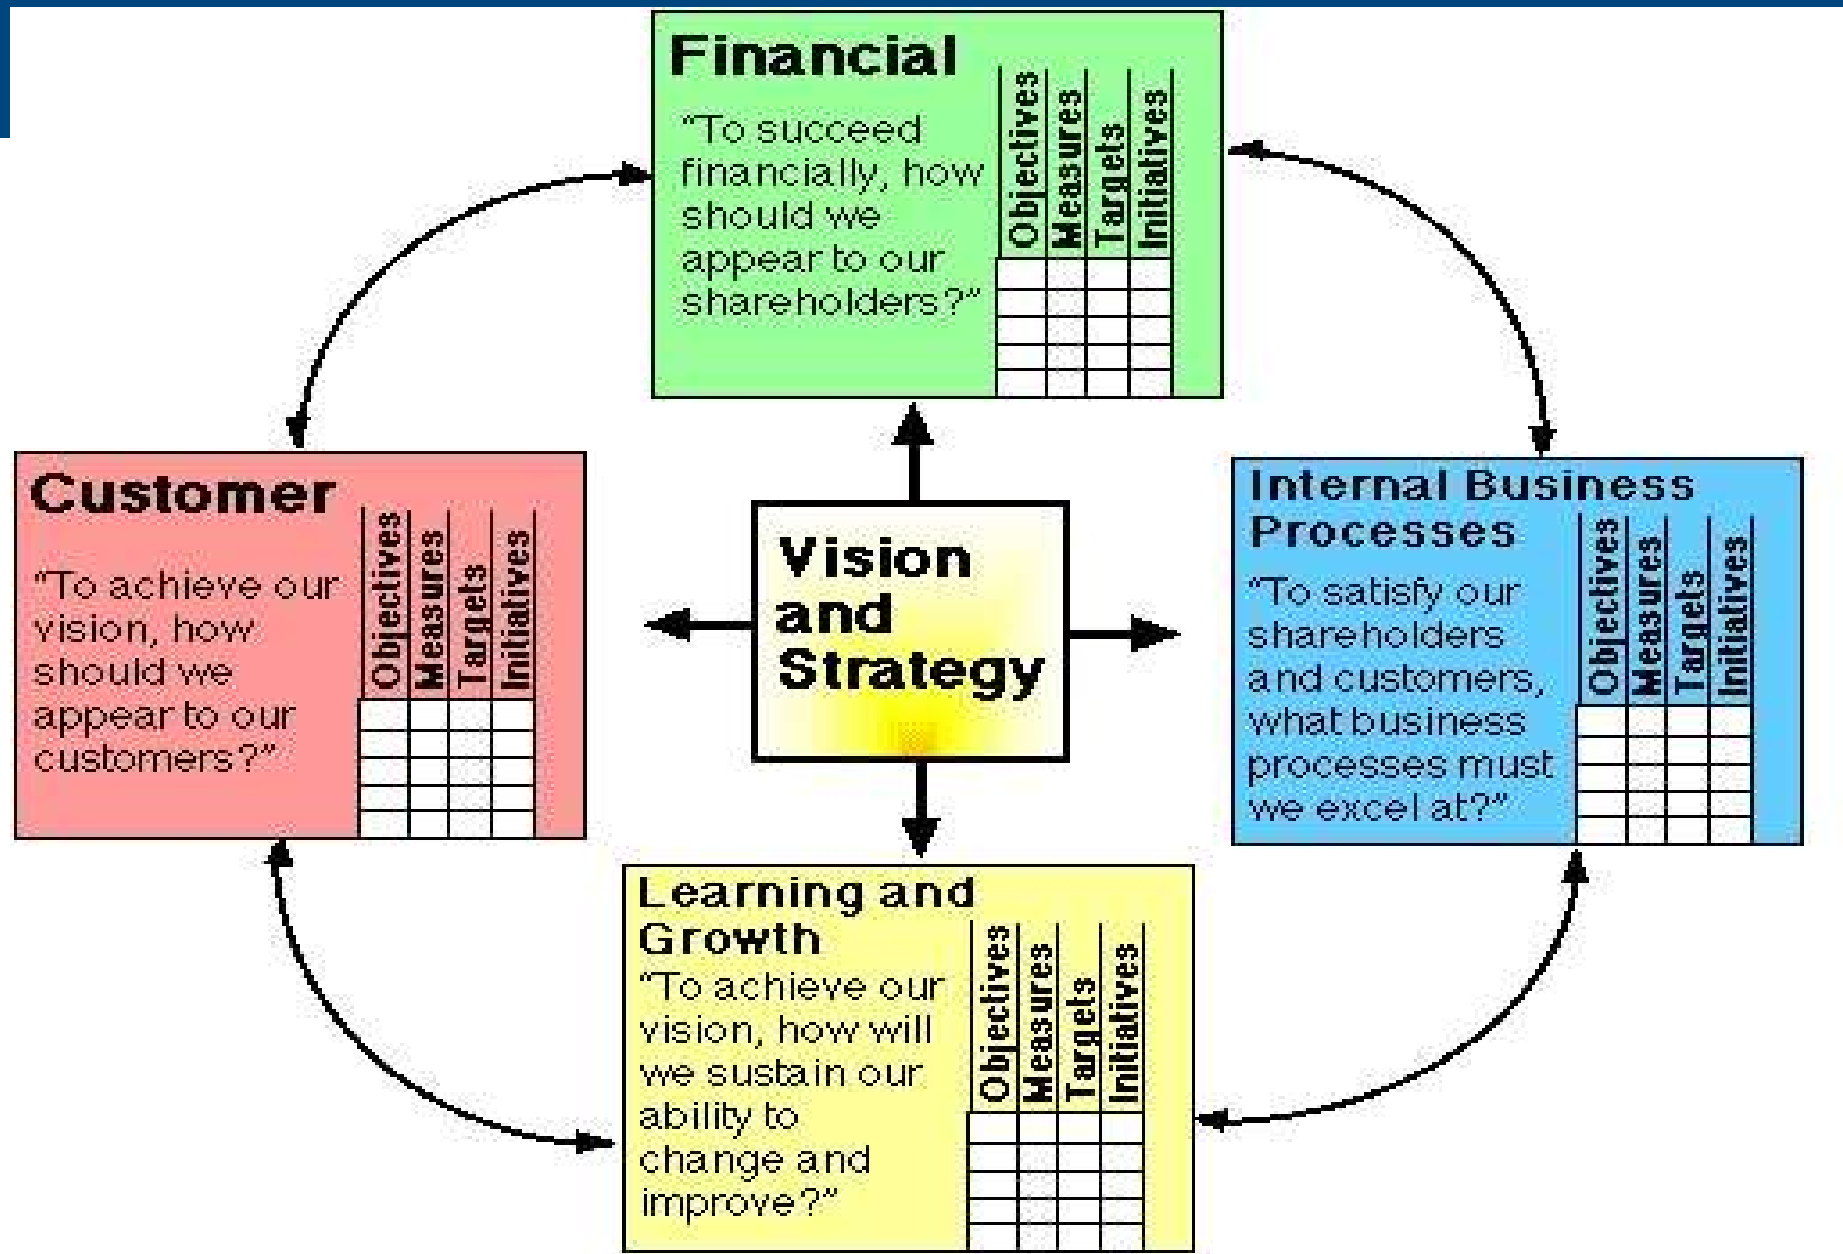 Financial
"To succeed
financially, how
should we
appear to our
shareholders?"
Objectives
Measures
Targets
Initiatives
Customer
"To achieve our
vision, how
should we
appear to our
customers?"
Objectives
Measures
Targets
Initiatives
Vision
and
Strategy
Internal Business
Processes
"To satisfy our
shareholders
and customers,
what business
processes must
we excel at?"
Objectives
Measures
Targets
Initiatives
Learning and
Growth
"To achieve our
vision, how will
we sustain our
ability to
change and
improve?"
Objectives
Measures
Targets
Initiatives